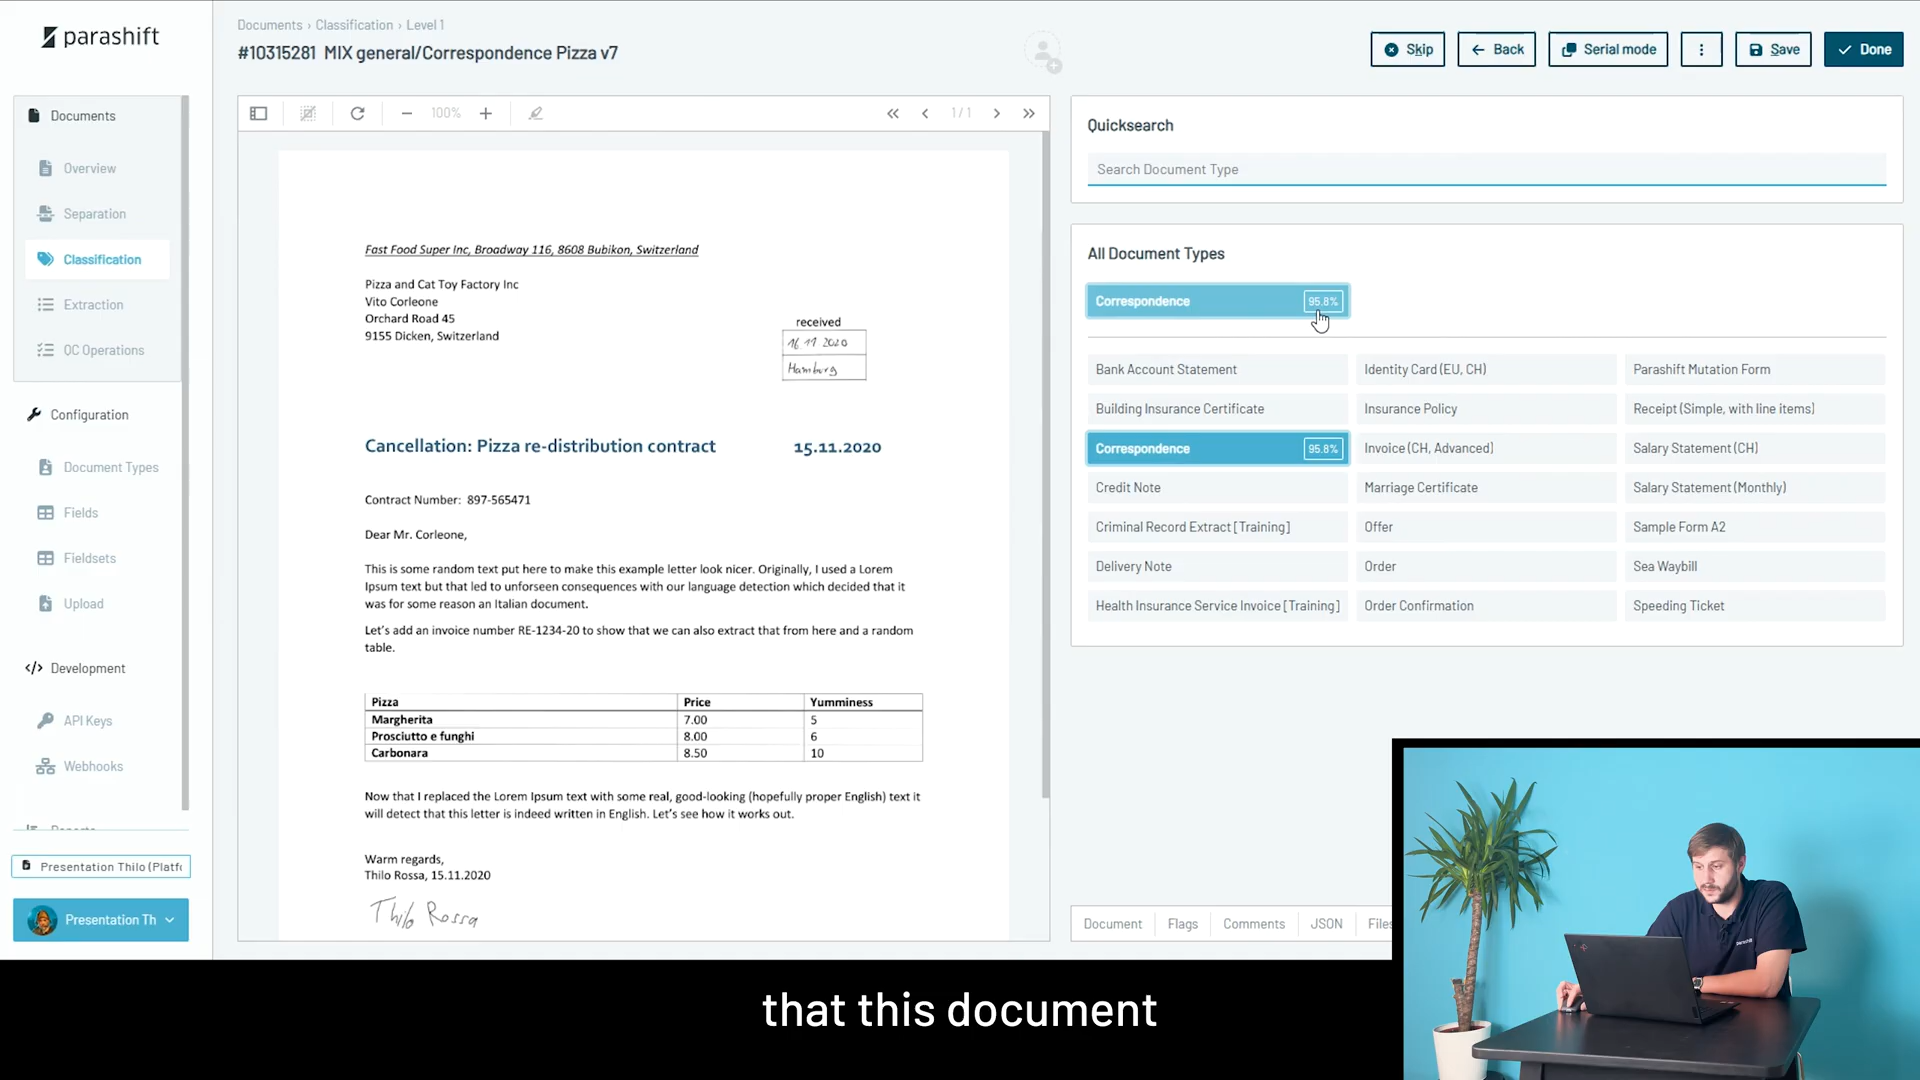 parashift
Documents › Classification › Level 1
#10315281 MIX general/Correspondence Pizza v7
Skip
Back
Serial mode
Save
Done
Documents
Overview
Separation
Classification
Extraction
QC Operations
Configuration
Document Types
Fields
Fieldsets
Upload
Development
API Keys
Webhooks
Presentation Thilo (Platf
Presentation Th
100%
1 / 1
Fast Food Super Inc, Broadway 116, 8608 Bubikon, Switzerland
Pizza and Cat Toy Factory Inc
Vito Corleone
Orchard Road 45
9155 Dicken, Switzerland
received
16.11 2020
Hamburg
Cancellation: Pizza re-distribution contract 15.11.2020
Contract Number: 897-565471
Dear Mr. Corleone,
This is some random text put here to make this example letter look nicer. Originally, I used a Lorem
Ipsum text but that led to unforseen consequences with our language detection which decided that it
was for some reason an Italian document.
Let's add an invoice number RE-1234-20 to show that we can also extract that from here and a random
table.
Pizza Price Yumminess
Margherita 7.00 5
Prosciutto e funghi 8.00 6
Carbonara 8.50 10
Now that I replaced the Lorem Ipsum text with some real, good-looking (hopefully proper English) text it
will detect that this letter is indeed written in English. Let's see how it works out.
Warm regards,
Thilo Rossa, 15.11.2020
Thilo Rossa
Quicksearch
Search Document Type
All Document Types
Correspondence 95.8%
Bank Account Statement Identity Card (EU, CH) Parashift Mutation Form
Building Insurance Certificate Insurance Policy Receipt (Simple, with line items)
Correspondence 95.8% Invoice (CH, Advanced) Salary Statement (CH)
Credit Note Marriage Certificate Salary Statement (Monthly)
Criminal Record Extract [Training] Offer Sample Form A2
Delivery Note Order Sea Waybill
Health Insurance Service Invoice [Training] Order Confirmation Speeding Ticket
Document Flags Comments JSON Files
that this document